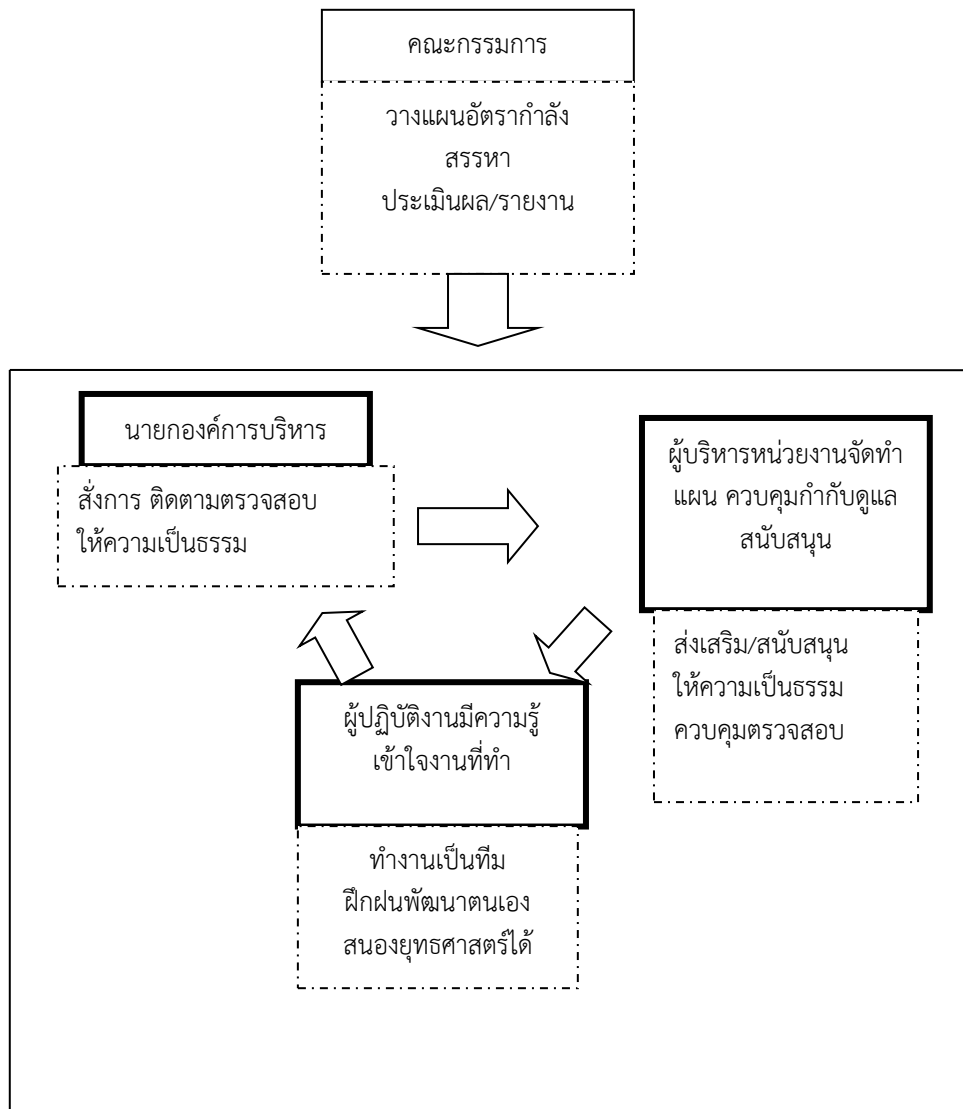 คณะกรรมการ
วางแผนอัตรากำลัง
สรรหา
ประเมินผล/รายงาน
นายกองค์การบริหาร
สั่งการ ติดตามตรวจสอบ
ให้ความเป็นธรรม
ผู้บริหารหน่วยงานจัดทำ
แผน ควบคุมกำกับดูแล
สนับสนุน
ส่งเสริม/สนับสนุน
ให้ความเป็นธรรม
ควบคุมตรวจสอบ
ผู้ปฏิบัติงานมีความรู้
เข้าใจงานที่ทำ
ทำงานเป็นทีม
ฝึกฝนพัฒนาตนเอง
สนองยุทธศาสตร์ได้